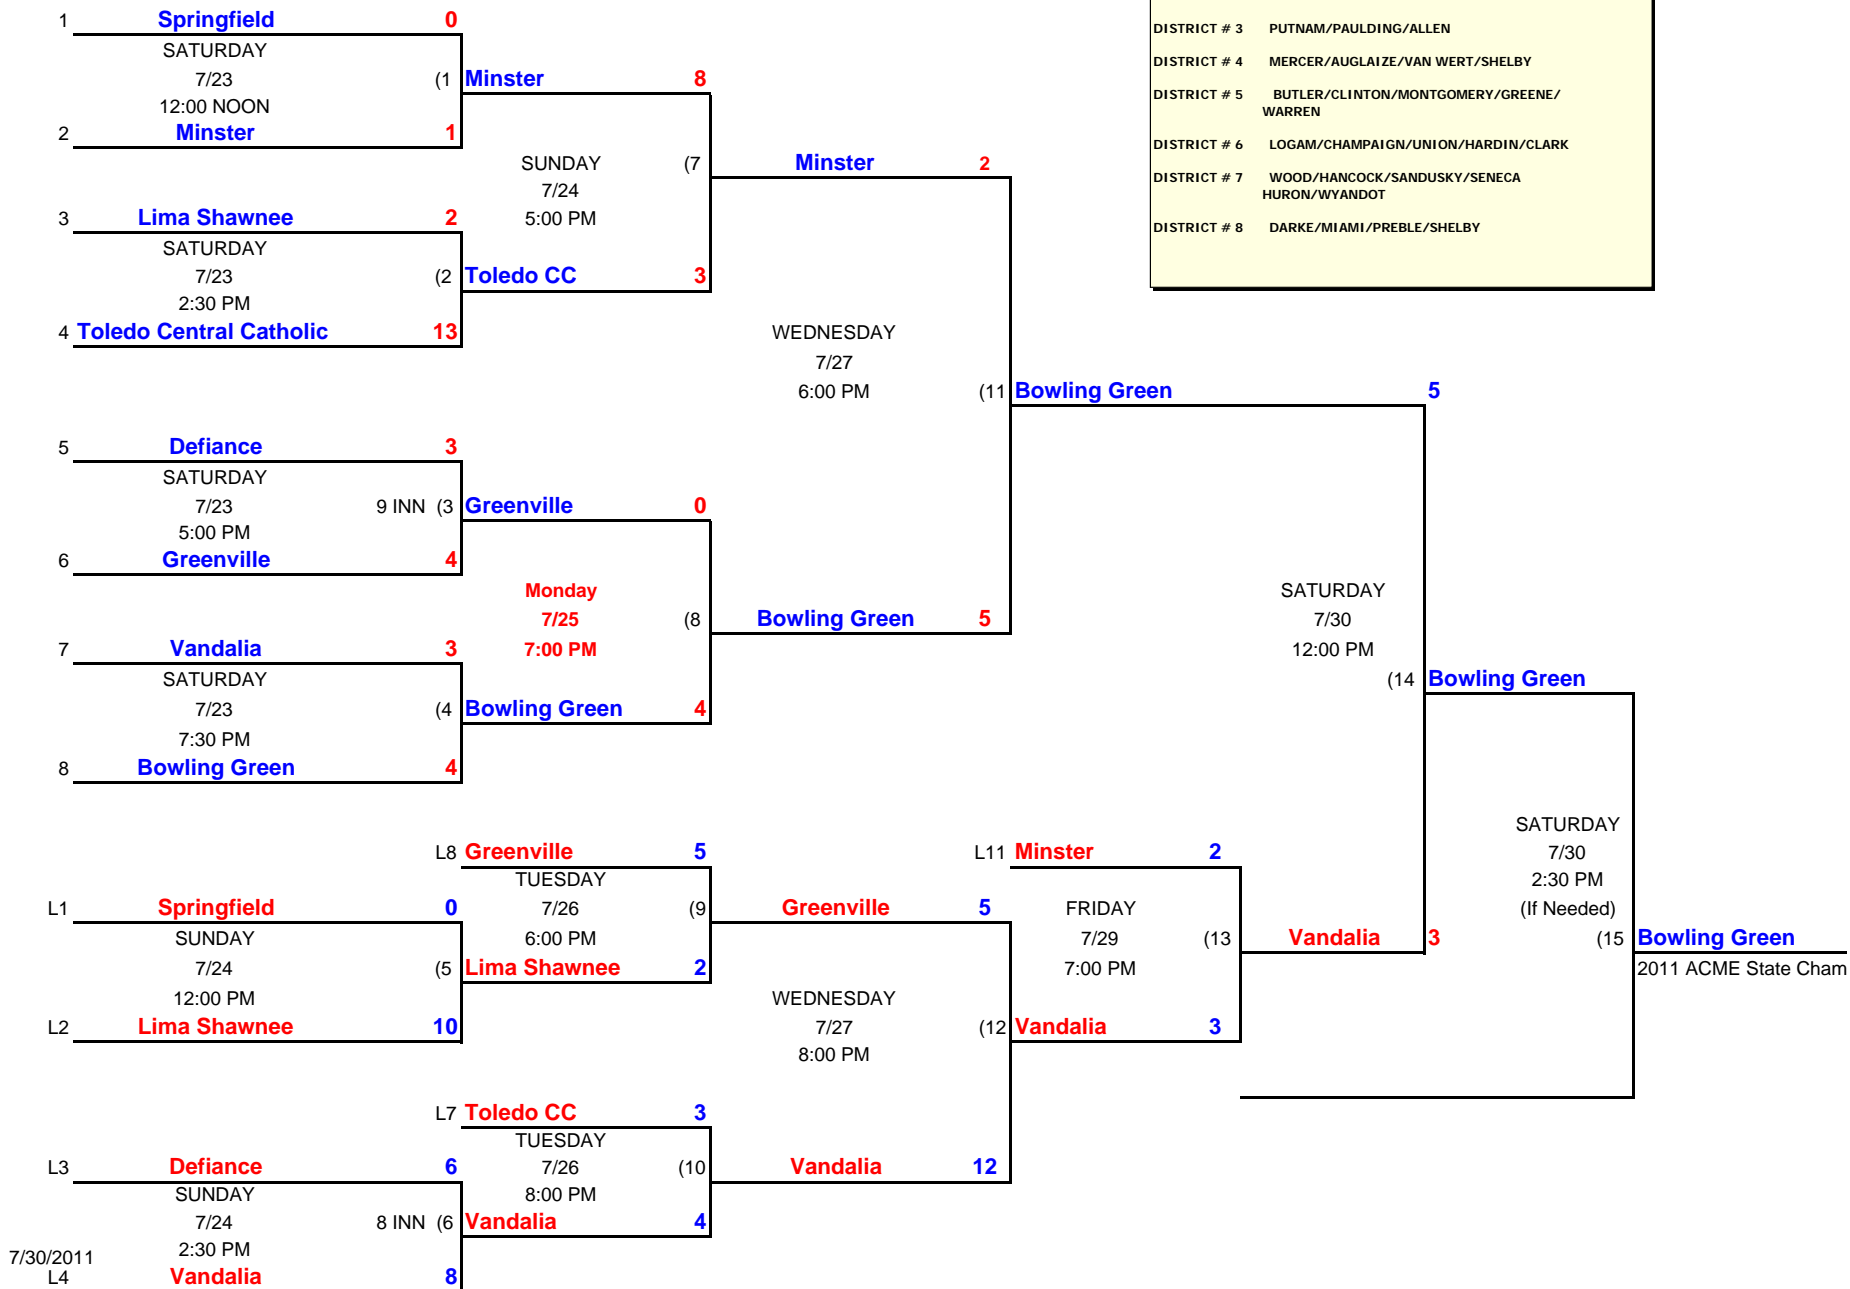 1 Springfield 0
SATURDAY
7/23 (1
12:00 NOON
2 Minster 1
3 Lima Shawnee 2
SATURDAY
7/23 (2
2:30 PM
4 Toledo Central Catholic 13
5 Defiance 3
SATURDAY
7/23 9 INN (3
5:00 PM
6 Greenville 4
7 Vandalia 3
SATURDAY
7/23 (4
7:30 PM
8 Bowling Green 4
Minster 8
SUNDAY (7
7/24
5:00 PM
Toledo CC 3
Greenville 0
Monday
7/25 (8
7:00 PM
Bowling Green 4
Minster 2
WEDNESDAY
7/27
6:00 PM (11
Bowling Green 5
Bowling Green 5
SATURDAY
7/30
12:00 PM
(14 Bowling Green
DISTRICT # 3 PUTNAM/PAULDING/ALLEN
DISTRICT # 4 MERCER/AUGLAIZE/VAN WERT/SHELBY
DISTRICT # 5 BUTLER/CLINTON/MONTGOMERY/GREENE/
WARREN
DISTRICT # 6 LOGAM/CHAMPAIGN/UNION/HARDIN/CLARK
DISTRICT # 7 WOOD/HANCOCK/SANDUSKY/SENECA
HURON/WYANDOT
DISTRICT # 8 DARKE/MIAMI/PREBLE/SHELBY
L1 Springfield 0
SUNDAY
7/24 (5
12:00 PM
L2 Lima Shawnee 10
L3 Defiance 6
SUNDAY
7/24 8 INN (6
2:30 PM
7/30/2011
L4 Vandalia 8
L8 Greenville 5
TUESDAY
7/26 (9
6:00 PM
Lima Shawnee 2
L7 Toledo CC 3
TUESDAY
7/26 (10
8:00 PM
Vandalia 4
Greenville 5
WEDNESDAY
7/27 (12
8:00 PM
Vandalia 12
L11 Minster 2
FRIDAY
7/29 (13
7:00 PM
Vandalia 3
Vandalia 3
SATURDAY
7/30
2:30 PM
(If Needed)
(15 Bowling Green
2011 ACME State Cham